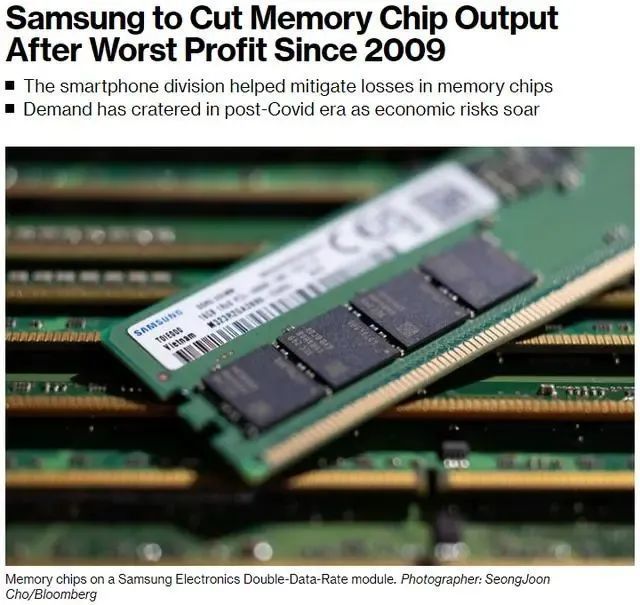 Samsung to Cut Memory Chip Output
After Worst Profit Since 2009
■ The smartphone division helped mitigate losses in memory chips
■ Demand has cratered in post-Covid era as economic risks soar
SAMSUNG
Vietnam
Memory chips on a Samsung Electronics Double-Data-Rate module. Photographer: SeongJoon
Cho/Bloomberg